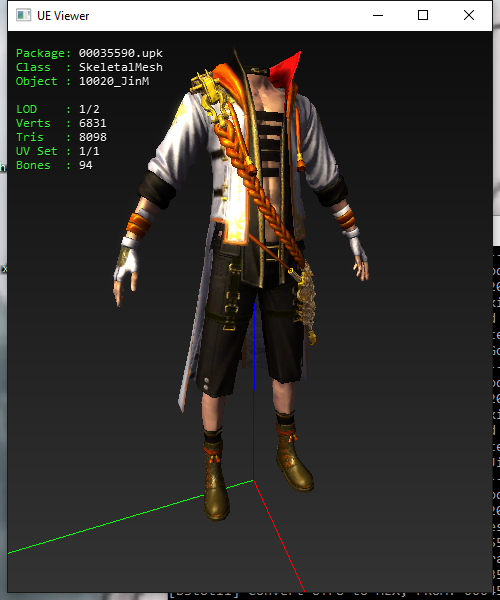 UE Viewer
Package: 00035590.upk
Class : SkeletalMesh
Object : 10020_JinM
LOD : 1/2
Verts : 6831
Tris : 8098
UV Set : 1/1
Bones : 94